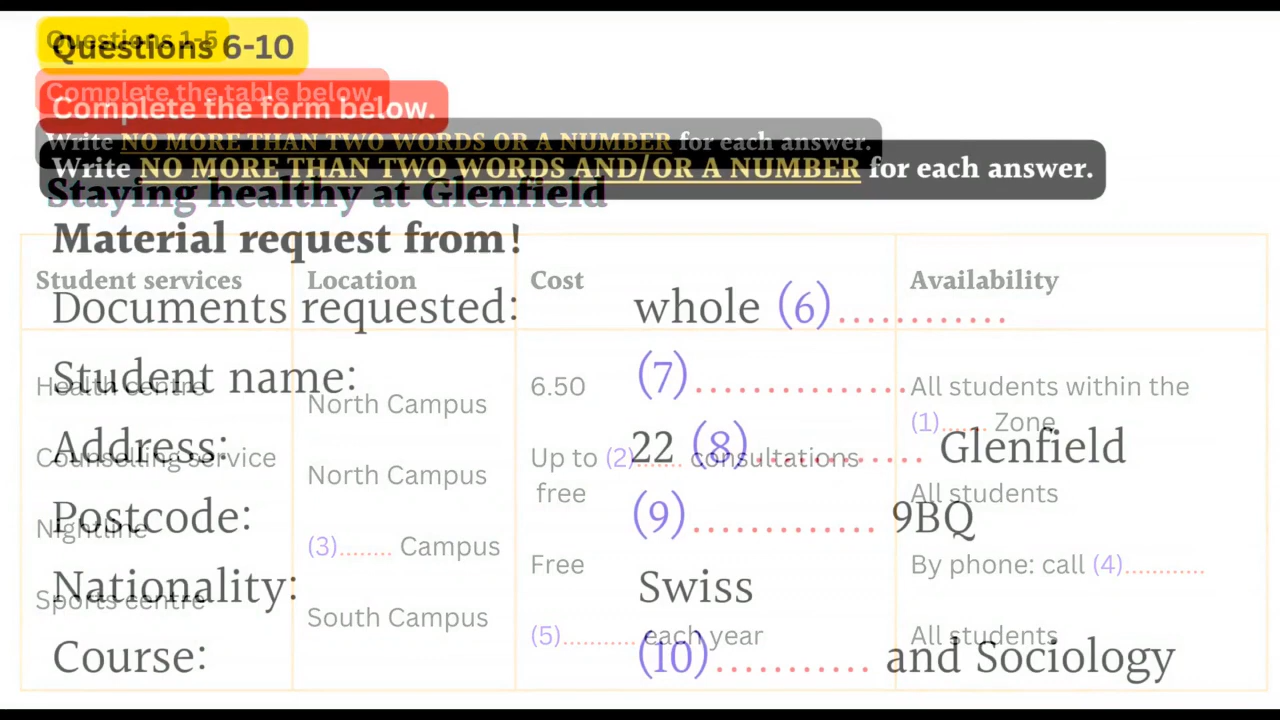 Questions 1-5
Complete the table below.
Write NO MORE THAN TWO WORDS OR A NUMBER for each answer.
Staying healthy at Glenfield
Student services Location Cost Availability
Health centre North Campus 6.50 All students within the (1)....... Zone
Counselling service North Campus Up to (2)....... consultations free All students
Nightline (3)........ Campus Free By phone: call (4)...........
Sports centre South Campus (5)........... each year All students
Questions 6-10
Complete the form below.
Write NO MORE THAN TWO WORDS AND/OR A NUMBER for each answer.
Material request from!
Documents requested: whole (6)............
Student name: (7)...............
Address: 22 (8)............ Glenfield
Postcode: (9)............. 9BQ
Nationality: Swiss
Course: (10)........... and Sociology